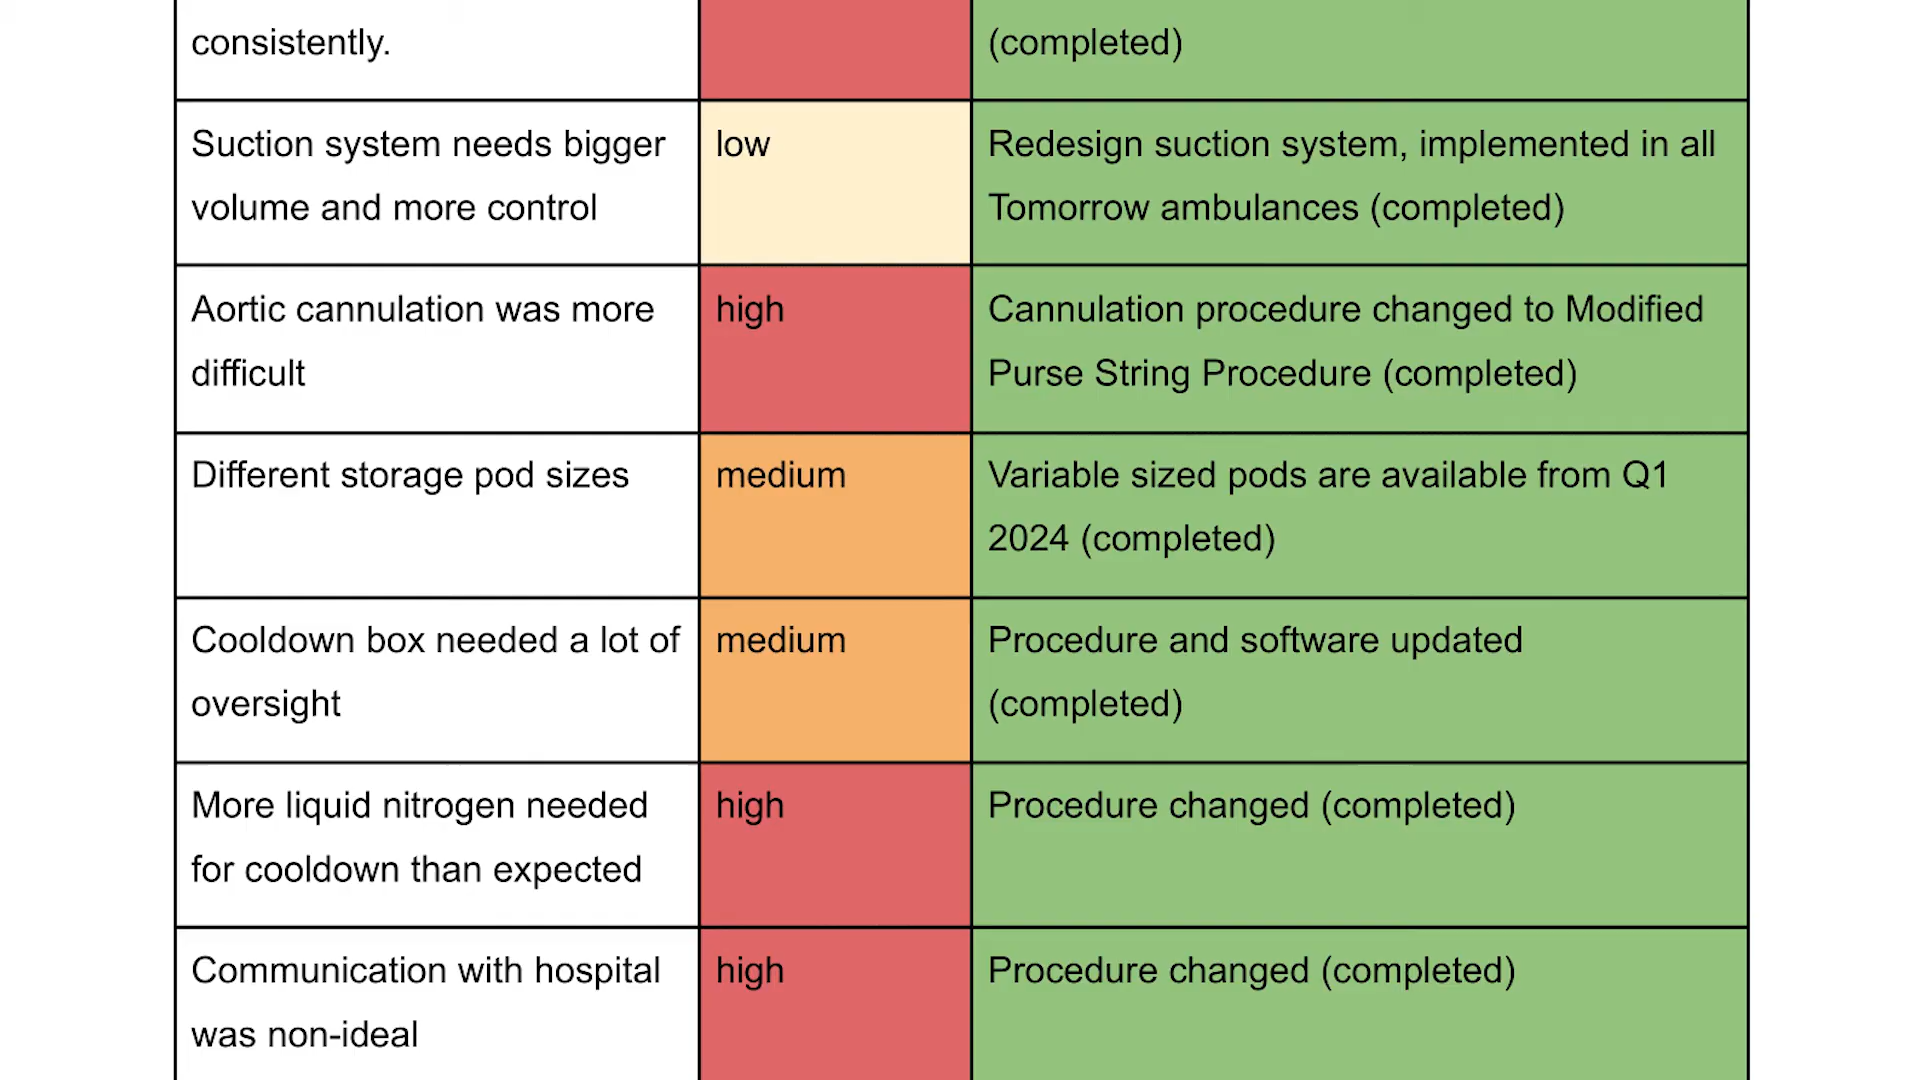 consistently.
(completed)
Suction system needs bigger
volume and more control
low
Redesign suction system, implemented in all
Tomorrow ambulances (completed)
Aortic cannulation was more
difficult
high
Cannulation procedure changed to Modified
Purse String Procedure (completed)
Different storage pod sizes
medium
Variable sized pods are available from Q1
2024 (completed)
Cooldown box needed a lot of
oversight
medium
Procedure and software updated
(completed)
More liquid nitrogen needed
for cooldown than expected
high
Procedure changed (completed)
Communication with hospital
was non-ideal
high
Procedure changed (completed)